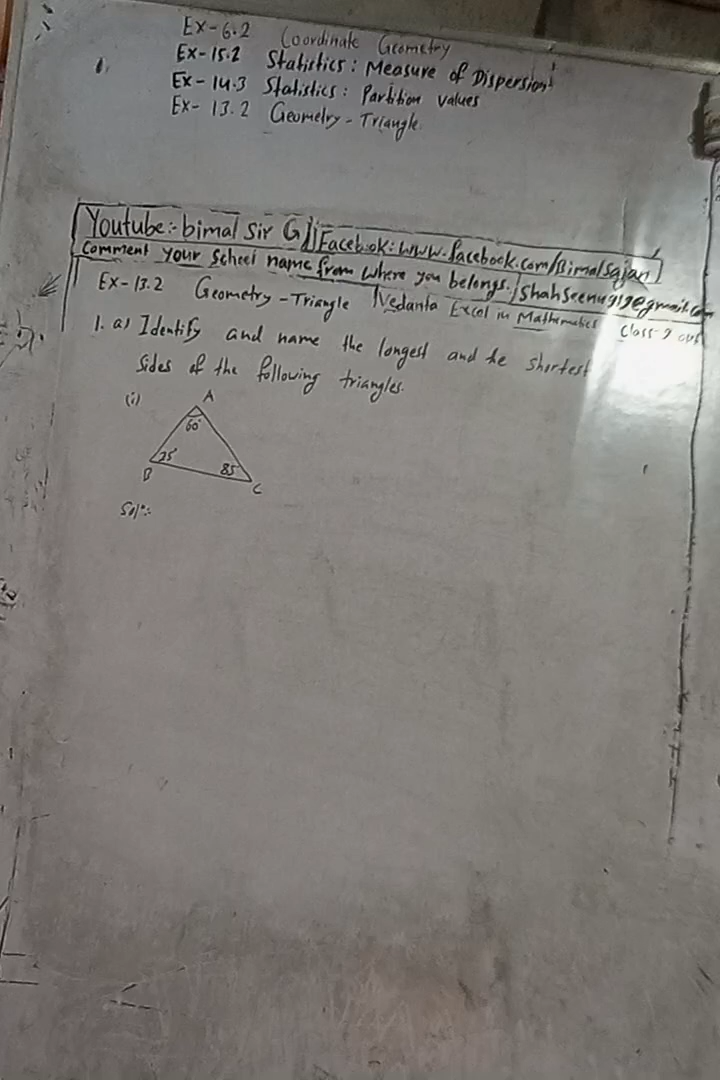 Ex-6.2 Coordinate Geometry
Ex-15.2 Statistics: Measure of Dispersion
Ex-14.3 Statistics: Partition values
Ex-13.2 Geometry-Triangle
Youtube:- bimal Sir G || Facebook: www.facebook.com/Bimalsajan
Comment your School name from where you belongs.
Ex-13.2 Geometry-Triangle Vedanta Excel in Mathematics Class-9
1. a) Identify and name the longest and the shortest
sides of the following triangles.
(i)
A
60°
35° 85°
B C
Solⁿ: